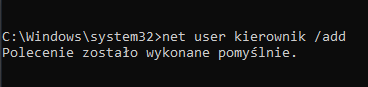 C:\Windows\system32>net user kierownik /add
Polecenie zostało wykonane pomyślnie.